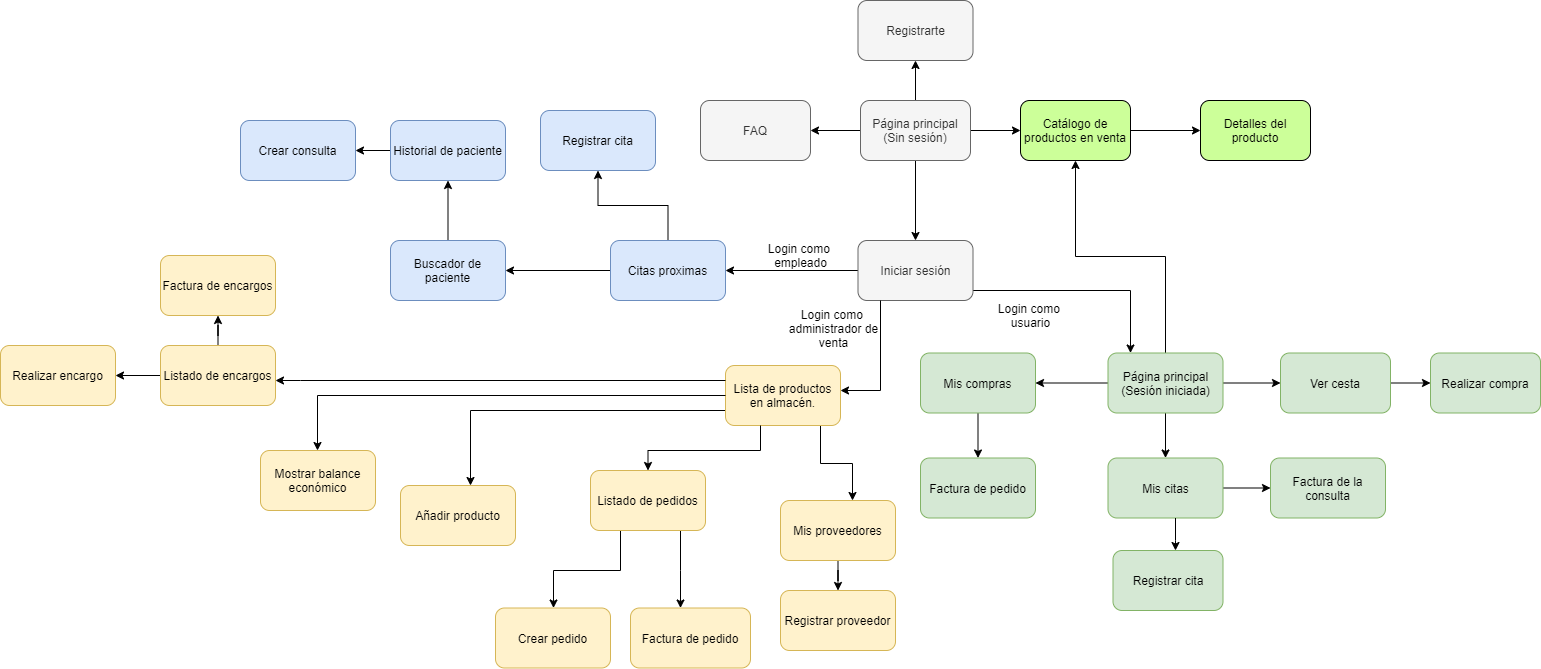 Registrarte
FAQ
Página principal
(Sin sesión)
Catálogo de
productos en venta
Detalles del
producto
Crear consulta
Historial de paciente
Registrar cita
Buscador de
paciente
Citas proximas
Login como
empleado
Iniciar sesión
Factura de encargos
Login como
administrador de
venta
Login como
usuario
Realizar encargo
Listado de encargos
Lista de productos
en almacén.
Mis compras
Página principal
(Sesión iniciada)
Ver cesta
Realizar compra
Mostrar balance
económico
Añadir producto
Listado de pedidos
Mis proveedores
Factura de pedido
Mis citas
Factura de la
consulta
Registrar cita
Crear pedido
Factura de pedido
Registrar proveedor